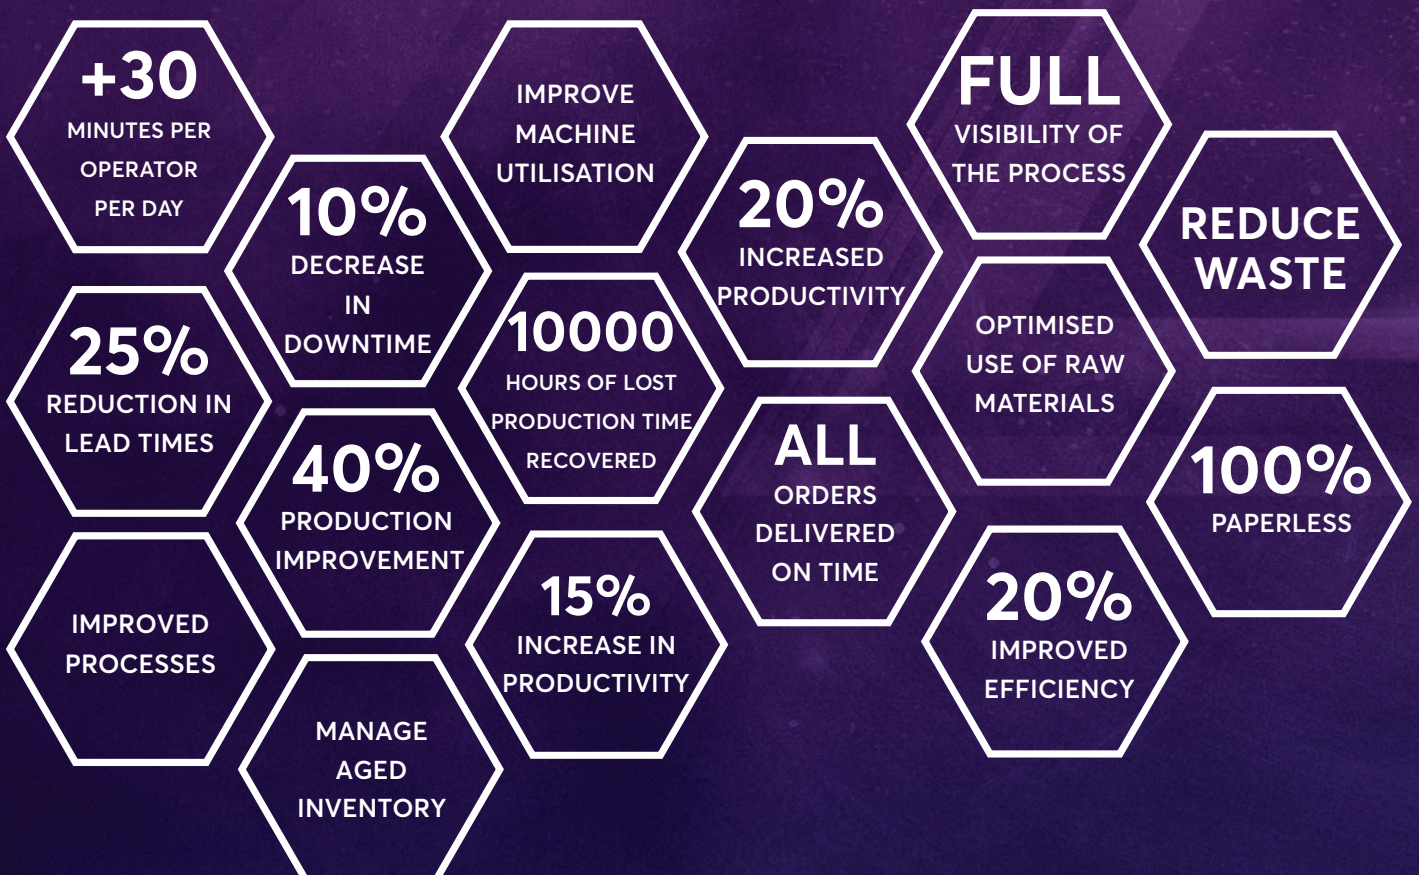 +30
MINUTES PER
OPERATOR
PER DAY
25%
REDUCTION IN
LEAD TIMES
IMPROVED
PROCESSES
10%
DECREASE
IN
DOWNTIME
40%
PRODUCTION
IMPROVEMENT
MANAGE
AGED
INVENTORY
IMPROVE
MACHINE
UTILISATION
10000
HOURS OF LOST
PRODUCTION TIME
RECOVERED
15%
INCREASE IN
PRODUCTIVITY
20%
INCREASED
PRODUCTIVITY
ALL
ORDERS
DELIVERED
ON TIME
FULL
VISIBILITY OF
THE PROCESS
OPTIMISED
USE OF RAW
MATERIALS
20%
IMPROVED
EFFICIENCY
REDUCE
WASTE
100%
PAPERLESS